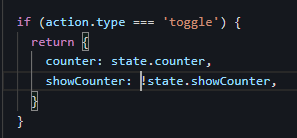 if (action.type === 'toggle') {
  return {
    counter: state.counter,
    showCounter: !state.showCounter,
  }
}